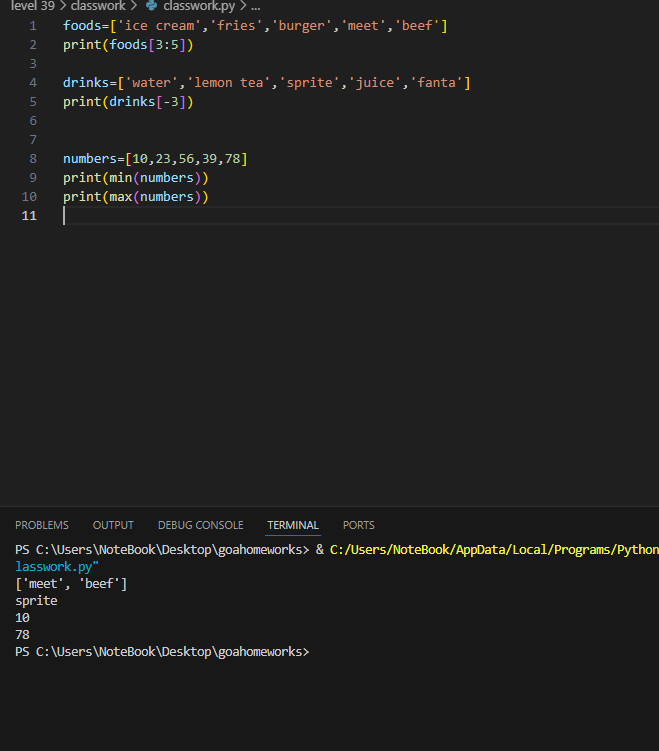 level 39 > classwork > classwork.py > ...
1 foods=['ice cream','fries','burger','meet','beef']
2 print(foods[3:5])
3
4 drinks=['water','lemon tea','sprite','juice','fanta']
5 print(drinks[-3])
6
7
8 numbers=[10,23,56,39,78]
9 print(min(numbers))
10 print(max(numbers))
11
PROBLEMS OUTPUT DEBUG CONSOLE TERMINAL PORTS
PS C:\Users\NoteBook\Desktop\goahomeworks> & C:/Users/NoteBook/AppData/Local/Programs/Python
lasswork.py"
['meet', 'beef']
sprite
10
78
PS C:\Users\NoteBook\Desktop\goahomeworks>